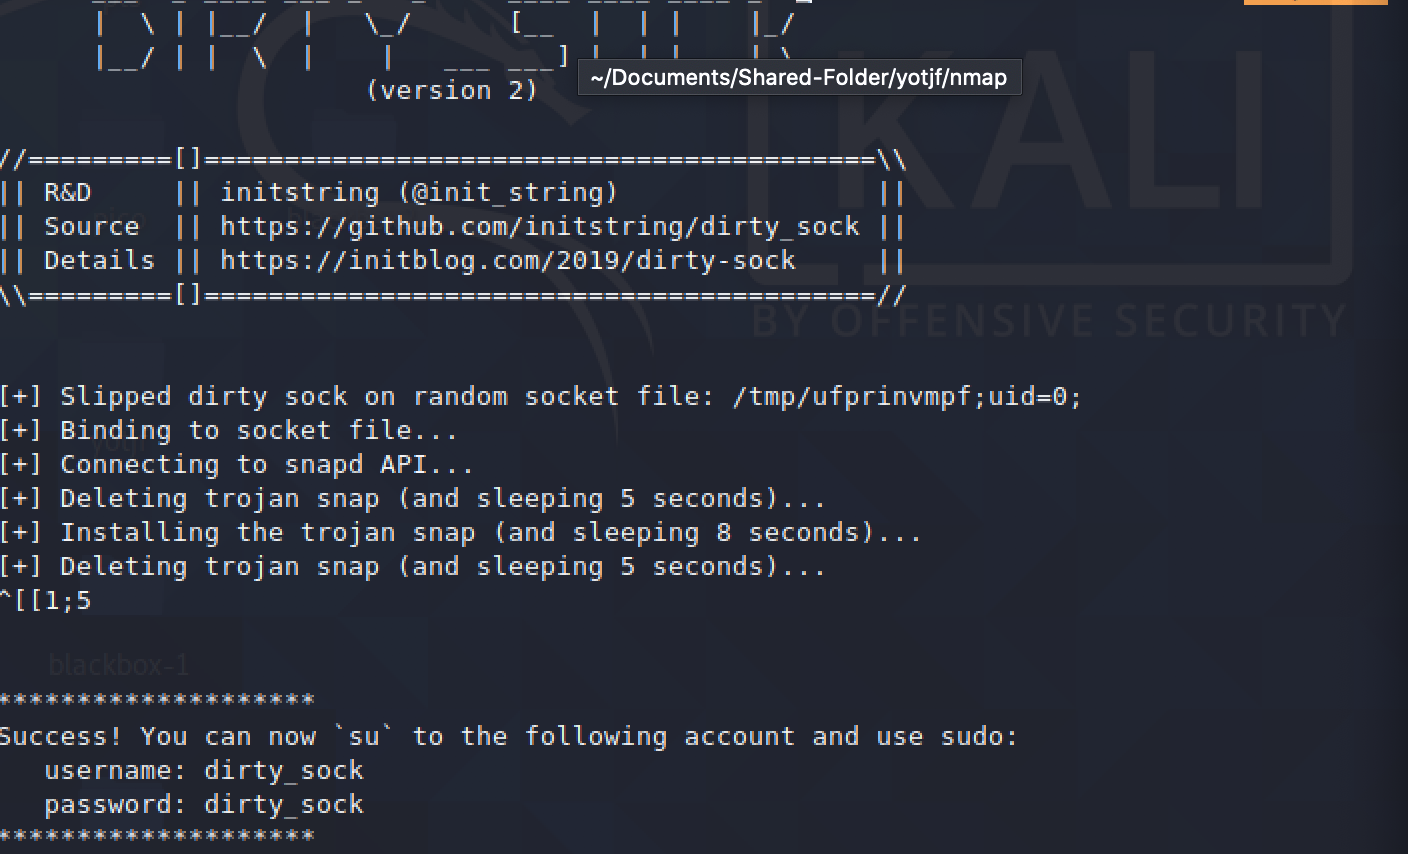 (version 2)
~/Documents/Shared-Folder/yotjf/nmap
KALI
BY OFFENSIVE SECURITY
//=========[]==========================================\\
|| R&D     || initstring (@init_string)                ||
|| Source  || https://github.com/initstring/dirty_sock ||
|| Details || https://initblog.com/2019/dirty-sock     ||
\\=========[]==========================================//
[+] Slipped dirty sock on random socket file: /tmp/ufprinvmpf;uid=0;
[+] Binding to socket file...
[+] Connecting to snapd API...
[+] Deleting trojan snap (and sleeping 5 seconds)...
[+] Installing the trojan snap (and sleeping 8 seconds)...
[+] Deleting trojan snap (and sleeping 5 seconds)...
^[[1;5
blackbox-1
********************
Success! You can now `su` to the following account and use sudo:
username: dirty_sock
password: dirty_sock
********************